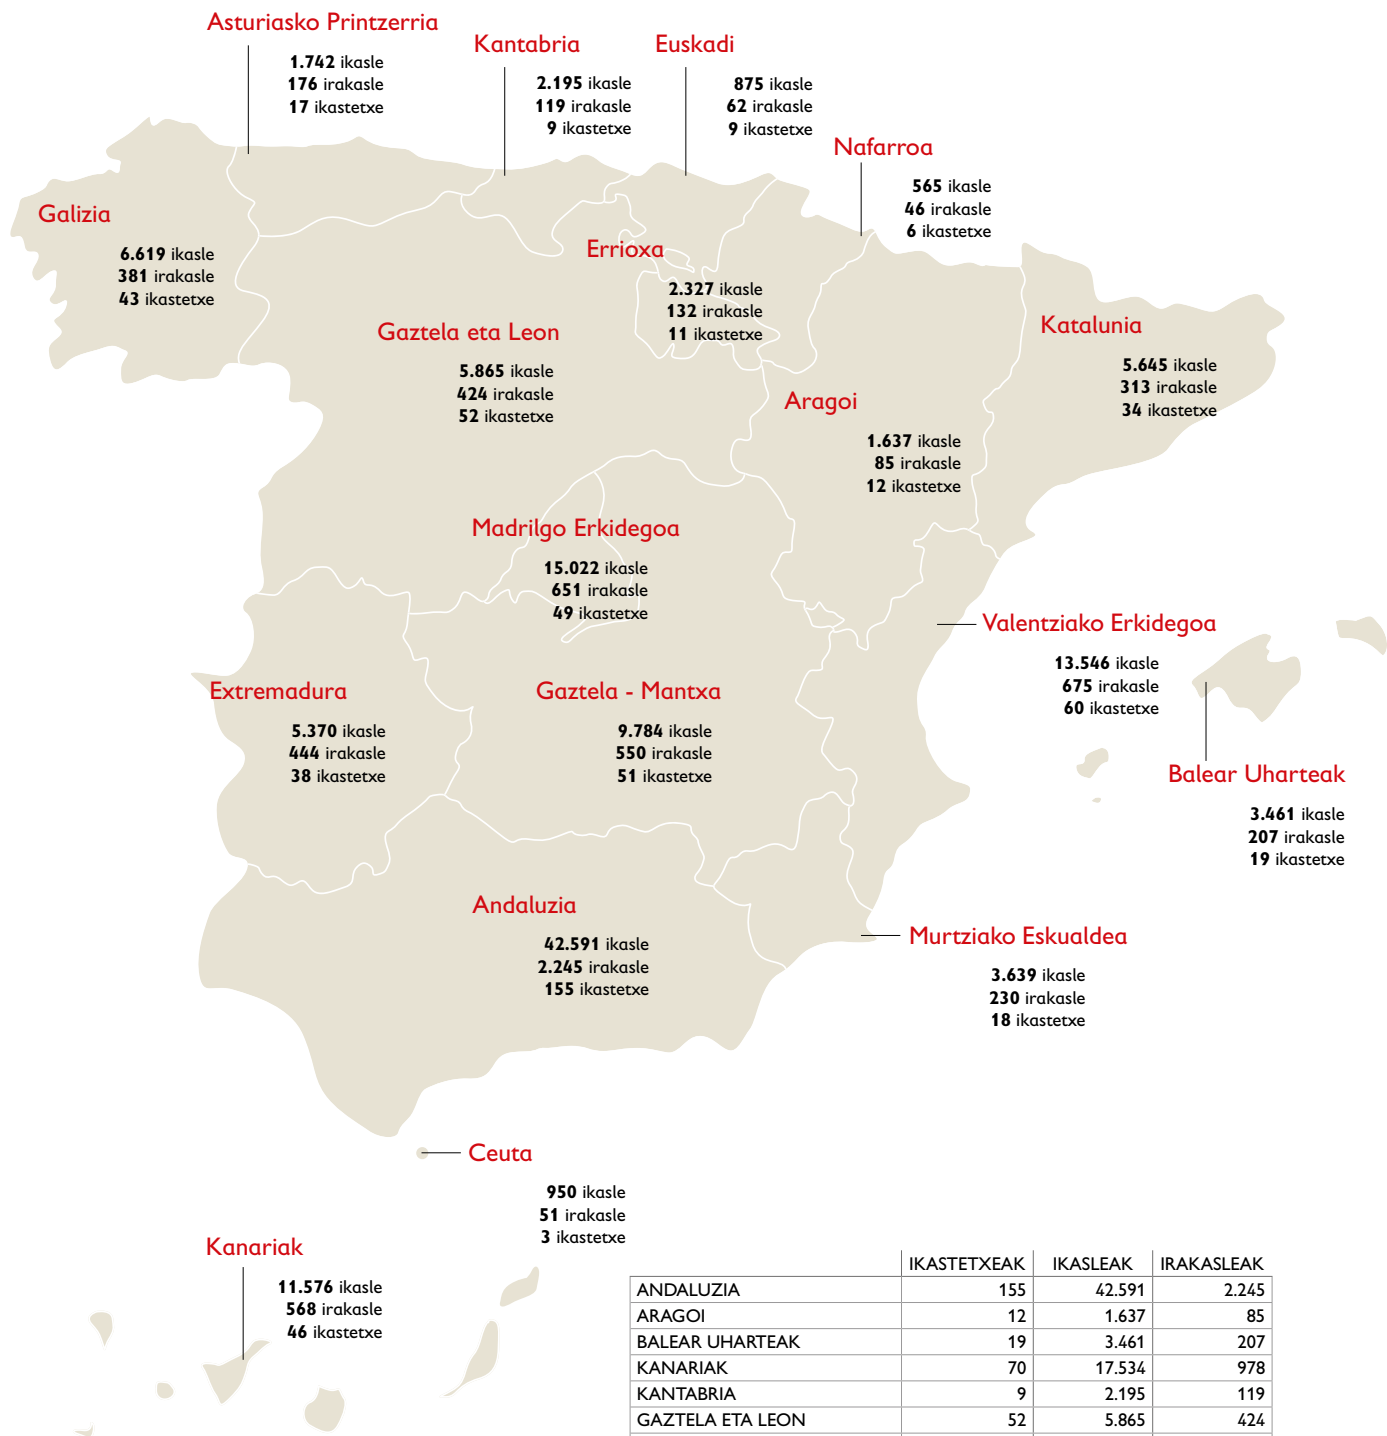 Asturiasko Printzerria
1.742 ikasle
176 irakasle
17 ikastetxe
Kantabria
2.195 ikasle
119 irakasle
9 ikastetxe
Euskadi
875 ikasle
62 irakasle
9 ikastetxe
Nafarroa
565 ikasle
46 irakasle
6 ikastetxe
Galizia
6.619 ikasle
381 irakasle
43 ikastetxe
Errioxa
2.327 ikasle
132 irakasle
11 ikastetxe
Gaztela eta Leon
5.865 ikasle
424 irakasle
52 ikastetxe
Katalunia
5.645 ikasle
313 irakasle
34 ikastetxe
Aragoi
1.637 ikasle
85 irakasle
12 ikastetxe
Madrilgo Erkidegoa
15.022 ikasle
651 irakasle
49 ikastetxe
Valentziako Erkidegoa
13.546 ikasle
675 irakasle
60 ikastetxe
Extremadura
5.370 ikasle
444 irakasle
38 ikastetxe
Gaztela - Mantxa
9.784 ikasle
550 irakasle
51 ikastetxe
Balear Uharteak
3.461 ikasle
207 irakasle
19 ikastetxe
Andaluzia
42.591 ikasle
2.245 irakasle
155 ikastetxe
Murtziako Eskualdea
3.639 ikasle
230 irakasle
18 ikastetxe
Ceuta
950 ikasle
51 irakasle
3 ikastetxe
Kanariak
11.576 ikasle
568 irakasle
46 ikastetxe
IKASTETXEAK IKASLEAK IRAKASLEAK
ANDALUZIA 155 42.591 2.245
ARAGOI 12 1.637 85
BALEAR UHARTEAK 19 3.461 207
KANARIAK 70 17.534 978
KANTABRIA 9 2.195 119
GAZTELA ETA LEON 52 5.865 424